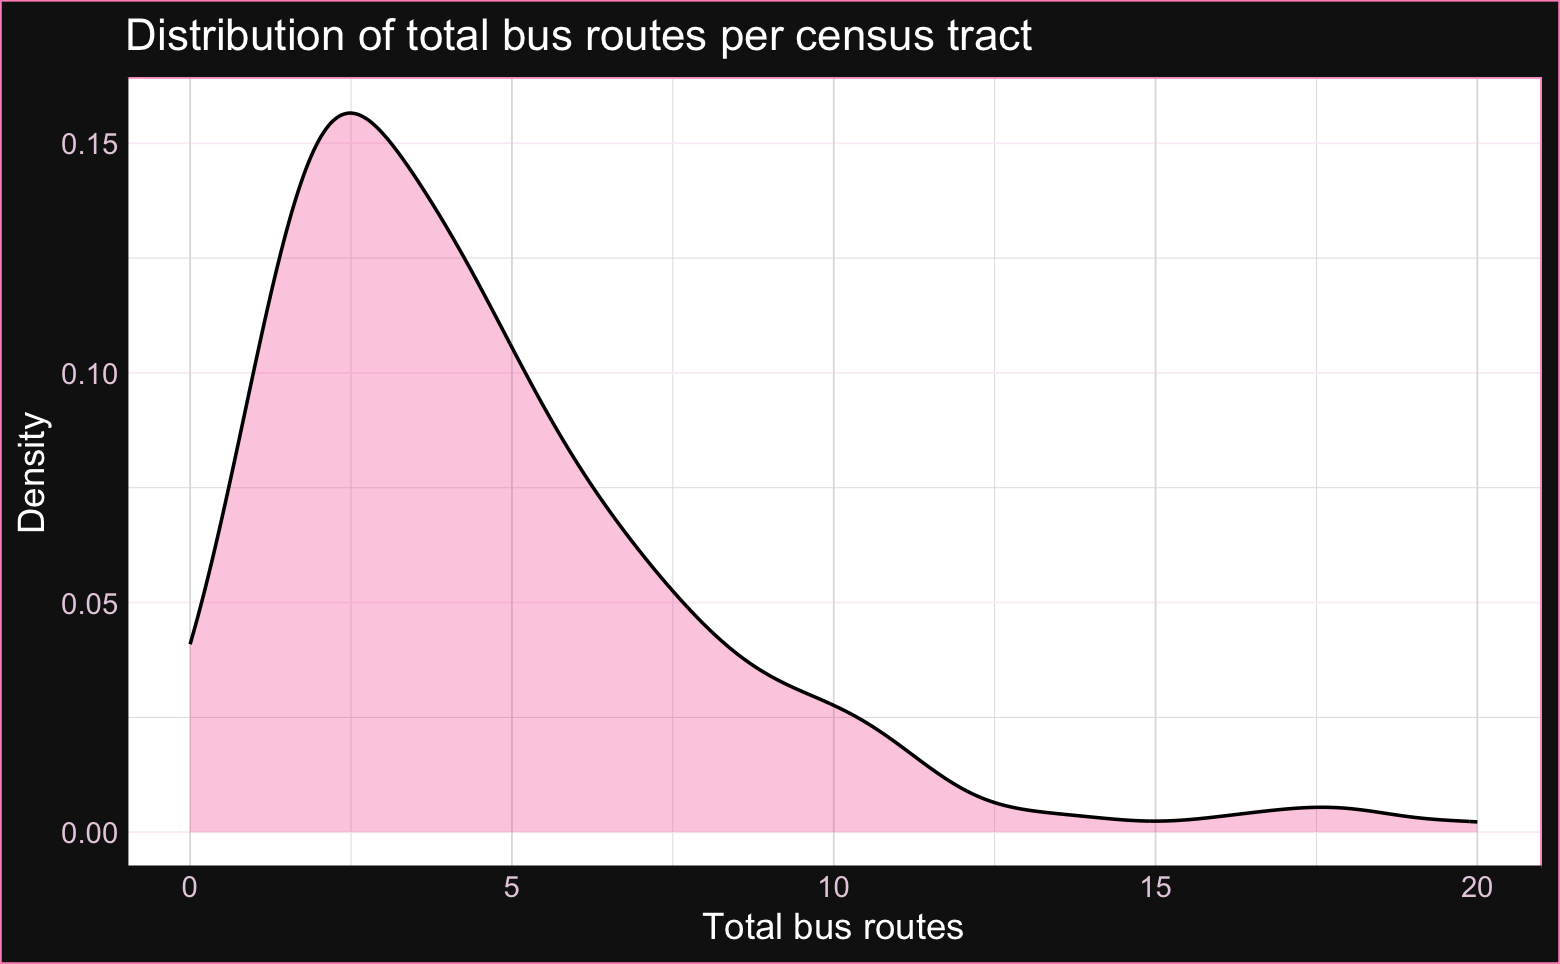 Distribution of total bus routes per census tract
Density
0.15
0.10
0.05
0.00
0 5 10 15 20
Total bus routes